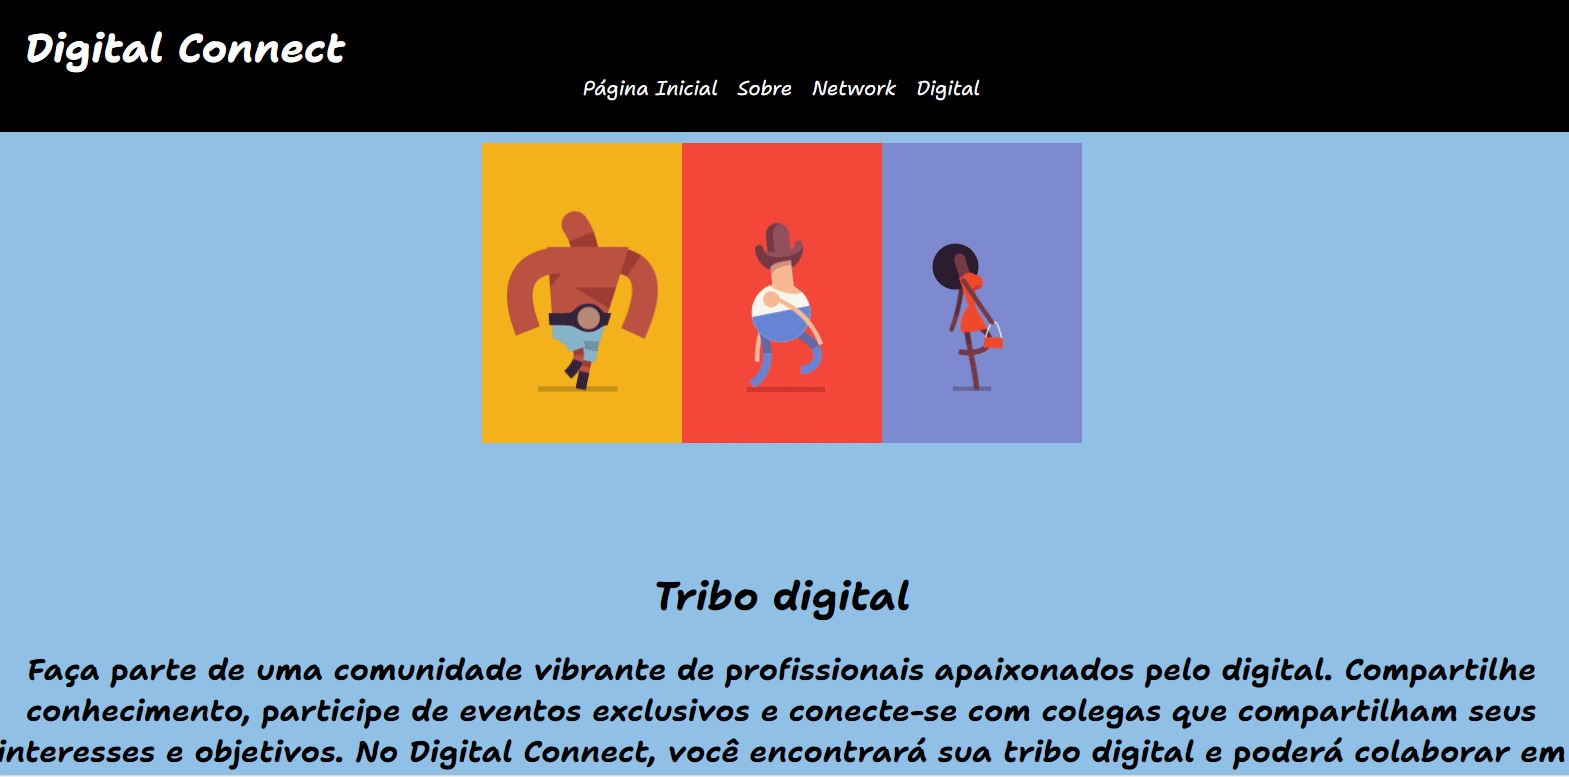 Digital Connect
Página Inicial Sobre Network Digital
Tribo digital
Faça parte de uma comunidade vibrante de profissionais apaixonados pelo digital. Compartilhe
conhecimento, participe de eventos exclusivos e conecte-se com colegas que compartilham seus
interesses e objetivos. No Digital Connect, você encontrará sua tribo digital e poderá colaborar em